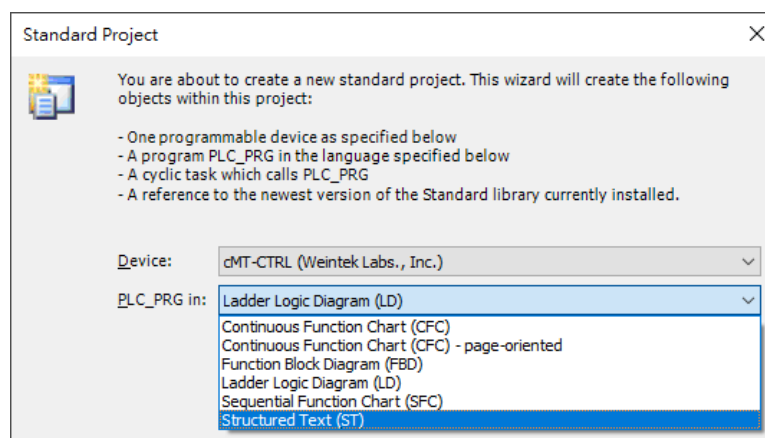 Standard Project
You are about to create a new standard project. This wizard will create the following
objects within this project:
- One programmable device as specified below
- A program PLC_PRG in the language specified below
- A cyclic task which calls PLC_PRG
- A reference to the newest version of the Standard library currently installed.
Device: cMT-CTRL (Weintek Labs., Inc.)
PLC_PRG in: Ladder Logic Diagram (LD)
Continuous Function Chart (CFC)
Continuous Function Chart (CFC) - page-oriented
Function Block Diagram (FBD)
Ladder Logic Diagram (LD)
Sequential Function Chart (SFC)
Structured Text (ST)